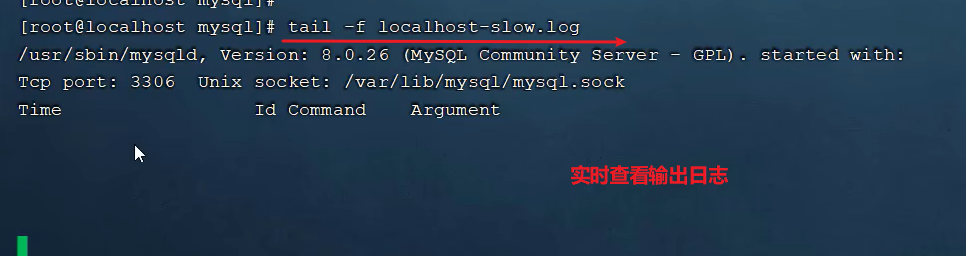 [root@localhost mysql]#
[root@localhost mysql]# tail -f localhost-slow.log
/usr/sbin/mysqld, Version: 8.0.26 (MySQL Community Server - GPL). started with:
Tcp port: 3306  Unix socket: /var/lib/mysql/mysql.sock
Time                 Id Command    Argument
实时查看输出日志